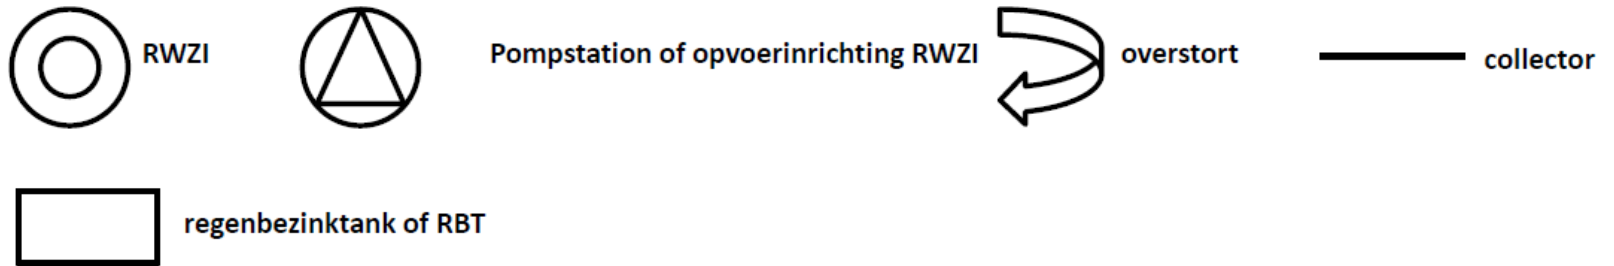 RWZI
Pompstation of opvoerinrichting RWZI
overstort
collector
regenbezinktank of RBT